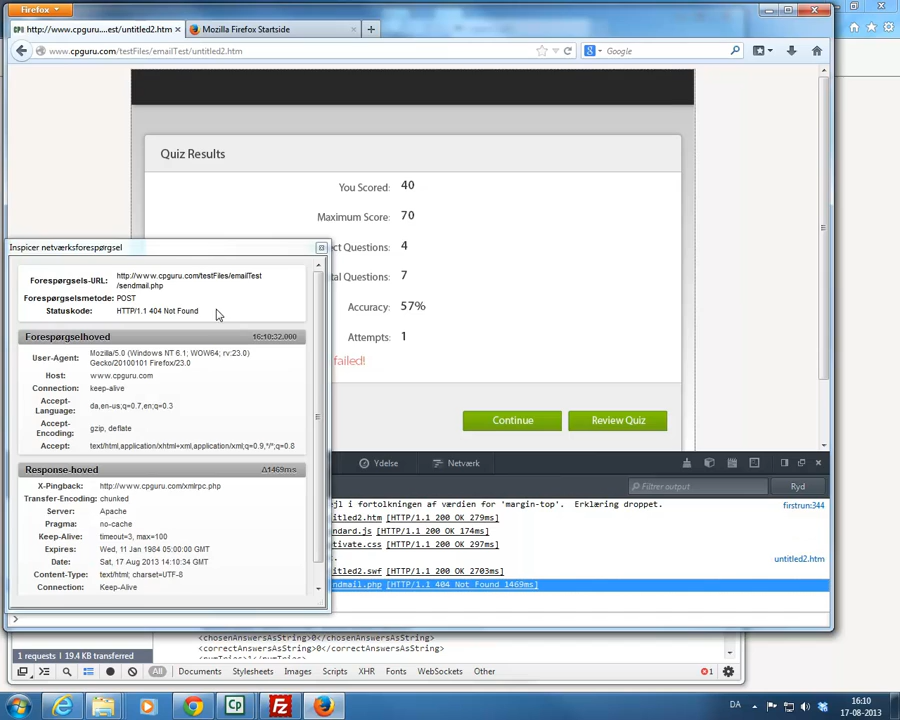 Firefox
http://www.cpguru.com...est/untitled2.htm
Mozilla Firefox Startside
www.cpguru.com/testFiles/emailTest/untitled2.htm
Google
Quiz Results
You Scored: 40
Maximum Score: 70
ect Questions: 4
tal Questions: 7
Accuracy: 57%
Attempts: 1
failed!
Continue
Review Quiz
Inspicer netværksforespørgsel
Forespørgsels-URL: http://www.cpguru.com/testFiles/emailTest
/sendmail.php
Forespørgselsmetode: POST
Statuskode: HTTP/1.1 404 Not Found
Forespørgselhoved 16:10:32,000
User-Agent: Mozilla/5.0 (Windows NT 6.1; WOW64; rv:23.0)
Gecko/20100101 Firefox/23.0
Host: www.cpguru.com
Connection: keep-alive
Accept-
Language: da,en-us;q=0.7,en;q=0.3
Accept-
Encoding: gzip, deflate
Accept: text/html,application/xhtml+xml,application/xml;q=0.9,*/*;q=0.8
Response-hoved Δ1469ms
X-Pingback: http://www.cpguru.com/xmlrpc.php
Transfer-Encoding: chunked
Server: Apache
Pragma: no-cache
Keep-Alive: timeout=3, max=100
Expires: Wed, 11 Jan 1984 05:00:00 GMT
Date: Sat, 17 Aug 2013 14:10:34 GMT
Content-Type: text/html; charset=UTF-8
Connection: Keep-Alive
Ydelse
Netværk
Filtrer output
Ryd
ejl i fortolkningen af værdien for 'margin-top'. Erklæring droppet. firstrun:344
titled2.htm [HTTP/1.1 200 OK 279ms]
ndard.js [HTTP/1.1 200 OK 174ms]
tivate.css [HTTP/1.1 200 OK 297ms]
untitled2.htm
titled2.swf [HTTP/1.1 200 OK 2703ms]
ndmail.php [HTTP/1.1 404 Not Found 1469ms]
<chosenAnswersAsString>0</chosenAnswersAsString>
<correctAnswersAsString>0</correctAnswersAsString>
1 requests | 19.4 KB transferred
All Documents Stylesheets Images Scripts XHR Fonts WebSockets Other 1
DA
16:10
17-08-2013